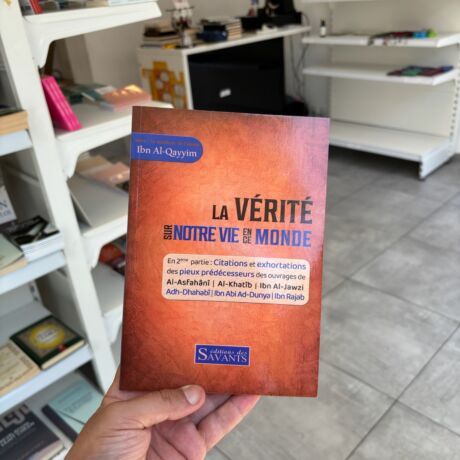 Ibn Al-Qayyim
LA VÉRITÉ
SUR NOTRE VIE EN CE MONDE
En 2ème partie : Citations et exhortations
des pieux prédécesseurs des ouvrages de
Al-Asfahânî | Al-Khatîb | Ibn Al-Jawzi
Adh-Dhahabî | Ibn Abi Ad-Dunya | Ibn Rajab
éditions des
SAVANTS